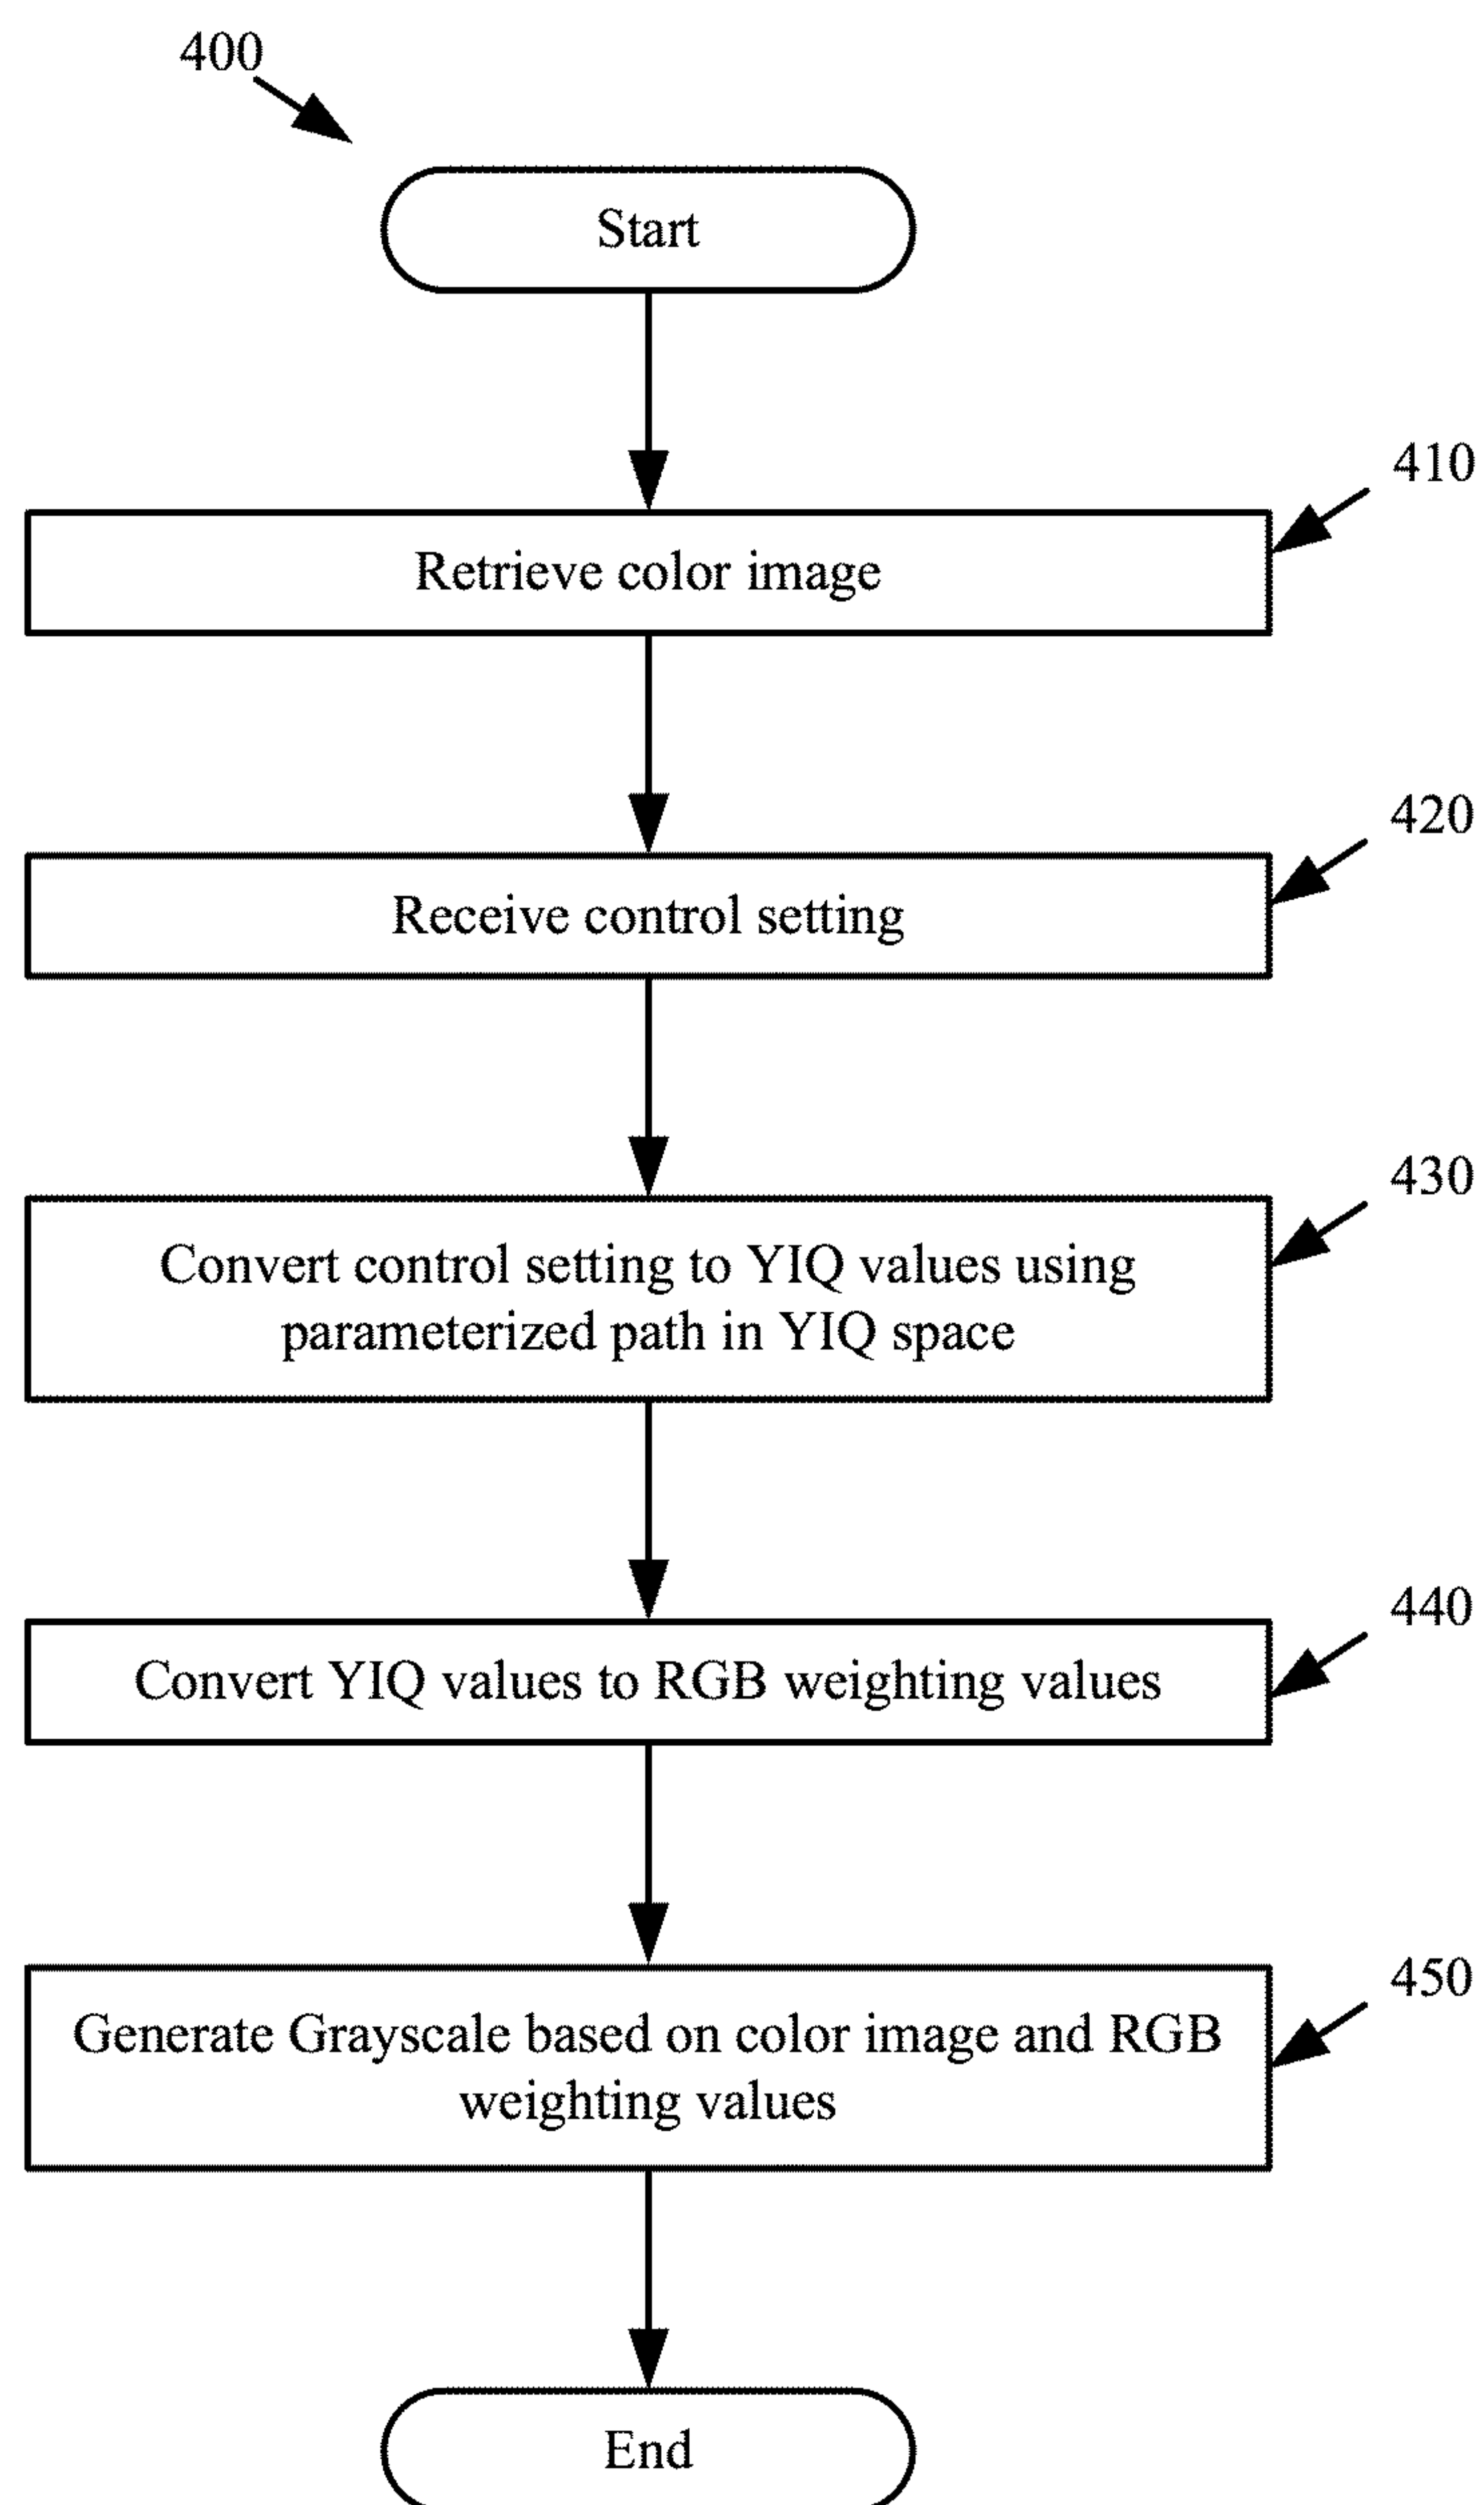 400
Start
410
Retrieve color image
420
Receive control setting
430
Convert control setting to YIQ values using
parameterized path in YIQ space
440
Convert YIQ values to RGB weighting values
450
Generate Grayscale based on color image and RGB
weighting values
End